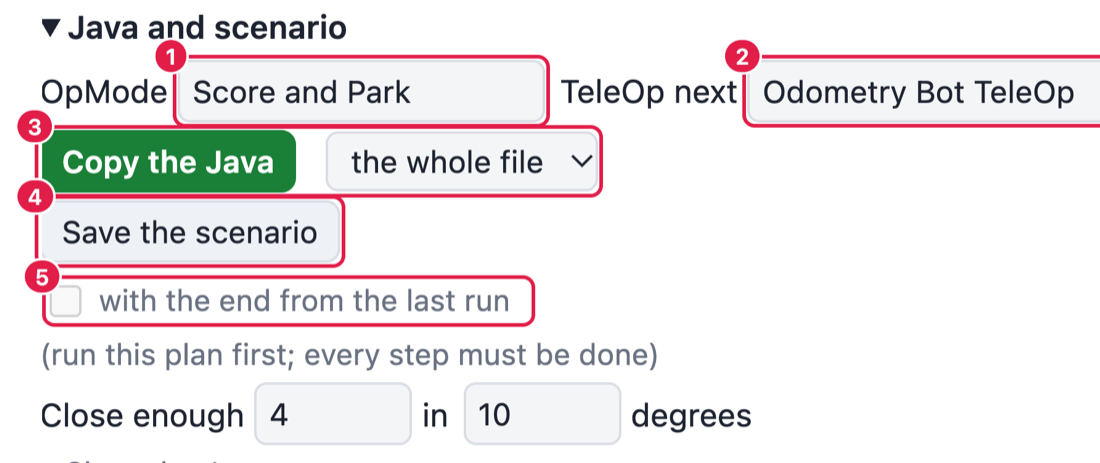 ▼ Java and scenario
1 2
OpMode Score and Park TeleOp next Odometry Bot TeleOp
3
Copy the Java the whole file
4
Save the scenario
5
with the end from the last run
(run this plan first; every step must be done)
Close enough 4 in 10 degrees